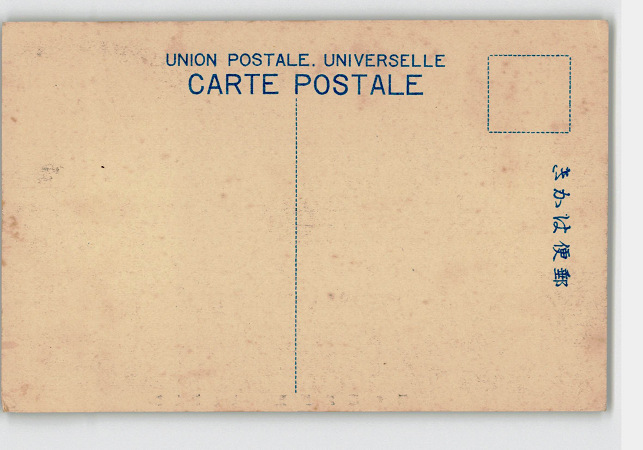 UNION POSTALE. UNIVERSELLE
CARTE POSTALE
きかは便郵